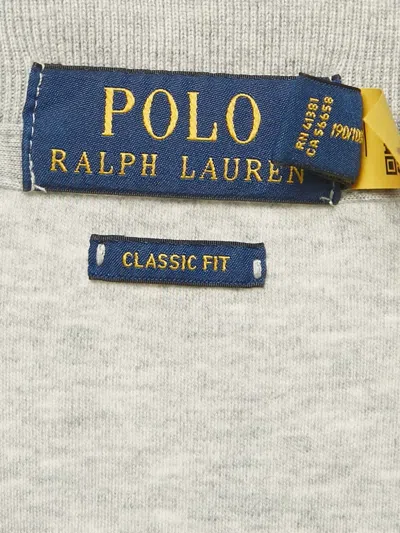 POLO
RALPH LAUREN
RN 41381
CA 56658
CLASSIC FIT